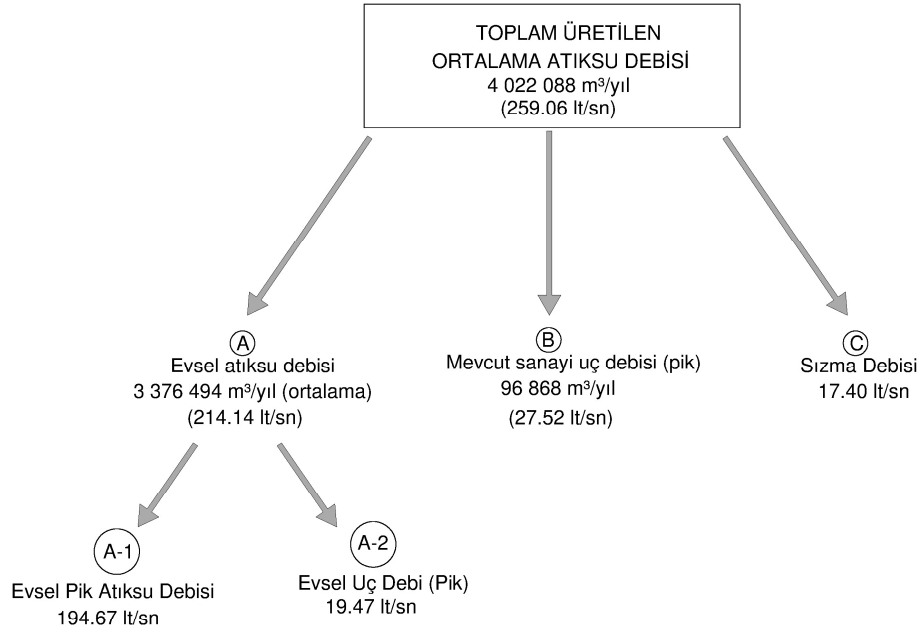 TOPLAM ÜRETİLEN
ORTALAMA ATIKSU DEBİSİ
4 022 088 m³/yıl
(259.06 lt/sn)
A
Evsel atıksu debisi
3 376 494 m³/yıl (ortalama)
(214.14 lt/sn)
B
Mevcut sanayi uç debisi (pik)
96 868 m³/yıl
(27.52 lt/sn)
C
Sızma Debisi
17.40 lt/sn
A-1
Evsel Pik Atıksu Debisi
194.67 lt/sn
A-2
Evsel Uç Debi (Pik)
19.47 lt/sn